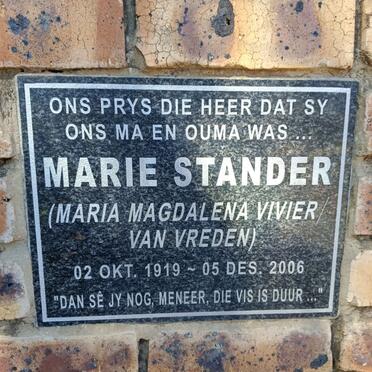 ONS PRYS DIE HEER DAT SY
ONS MA EN OUMA WAS ...
MARIE STANDER
(MARIA MAGDALENA VIVIER/
VAN VREDEN)
02 OKT. 1919 ~ 05 DES. 2006
"DAN SÊ JY NOG, MENEER, DIE VIS IS DUUR ..."